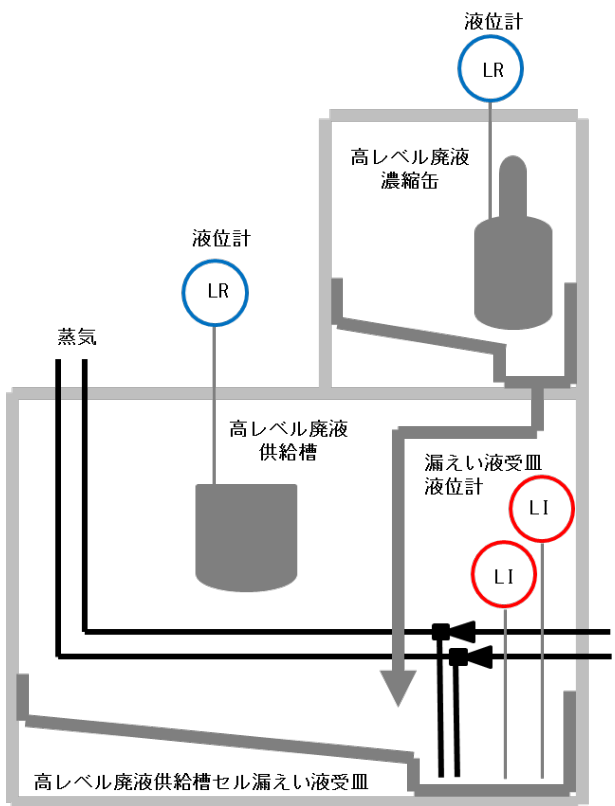 液位計
LR
高レベル廃液
濃縮缶
液位計
LR
蒸気
高レベル廃液
供給槽
漏えい液受皿
液位計
LI
LI
高レベル廃液供給槽セル漏えい液受皿